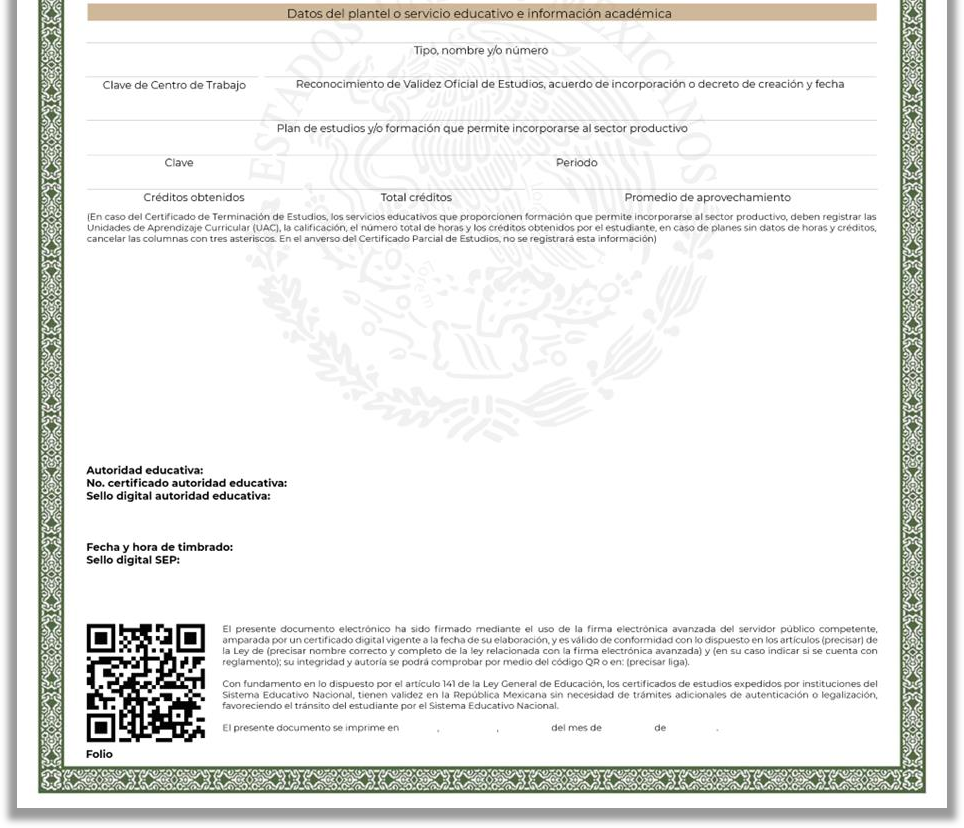 Datos del plantel o servicio educativo e información académica
Tipo, nombre y/o número
Clave de Centro de Trabajo Reconocimiento de Validez Oficial de Estudios, acuerdo de incorporación o decreto de creación y fecha
Plan de estudios y/o formación que permite incorporarse al sector productivo
Clave Periodo
Créditos obtenidos Total créditos Promedio de aprovechamiento
(En caso del Certificado de Terminación de Estudios, los servicios educativos que proporcionen formación que permite incorporarse al sector productivo, deben registrar las
Unidades de Aprendizaje Curricular (UAC), la calificación, el número total de horas y los créditos obtenidos por el estudiante, en caso de planes sin datos de horas y créditos,
cancelar las columnas con tres asteriscos. En el anverso del Certificado Parcial de Estudios, no se registrará esta información)
Autoridad educativa:
No. certificado autoridad educativa:
Sello digital autoridad educativa:
Fecha y hora de timbrado:
Sello digital SEP:
El presente documento electrónico ha sido firmado mediante el uso de la firma electrónica avanzada del servidor público competente,
amparada por un certificado digital vigente a la fecha de su elaboración, y es válido de conformidad con lo dispuesto en los artículos (precisar) de
la Ley de (precisar nombre correcto y completo de la ley relacionada con la firma electrónica avanzada) y (en su caso indicar si se cuenta con
reglamento); su integridad y autoría se podrá comprobar por medio del código QR o en: (precisar liga).
Con fundamento en lo dispuesto por el artículo 141 de la Ley General de Educación, los certificados de estudios expedidos por instituciones del
Sistema Educativo Nacional, tienen validez en la República Mexicana sin necesidad de trámites adicionales de autenticación o legalización,
favoreciendo el tránsito del estudiante por el Sistema Educativo Nacional.
El presente documento se imprime en , , del mes de de .
Folio